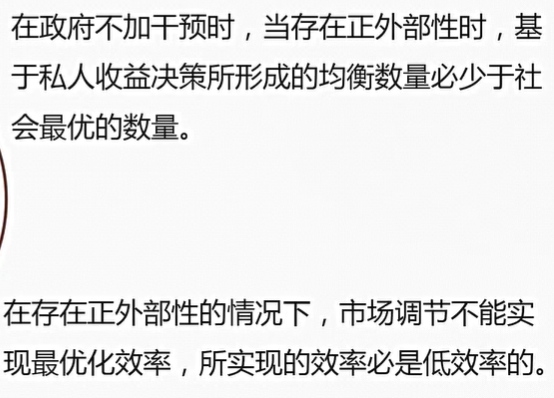 在政府不加干预时，当存在正外部性时，基
于私人收益决策所形成的均衡数量必少于社
会最优的数量。
在存在正外部性的情况下，市场调节不能实
现最优化效率，所实现的效率必是低效率的。